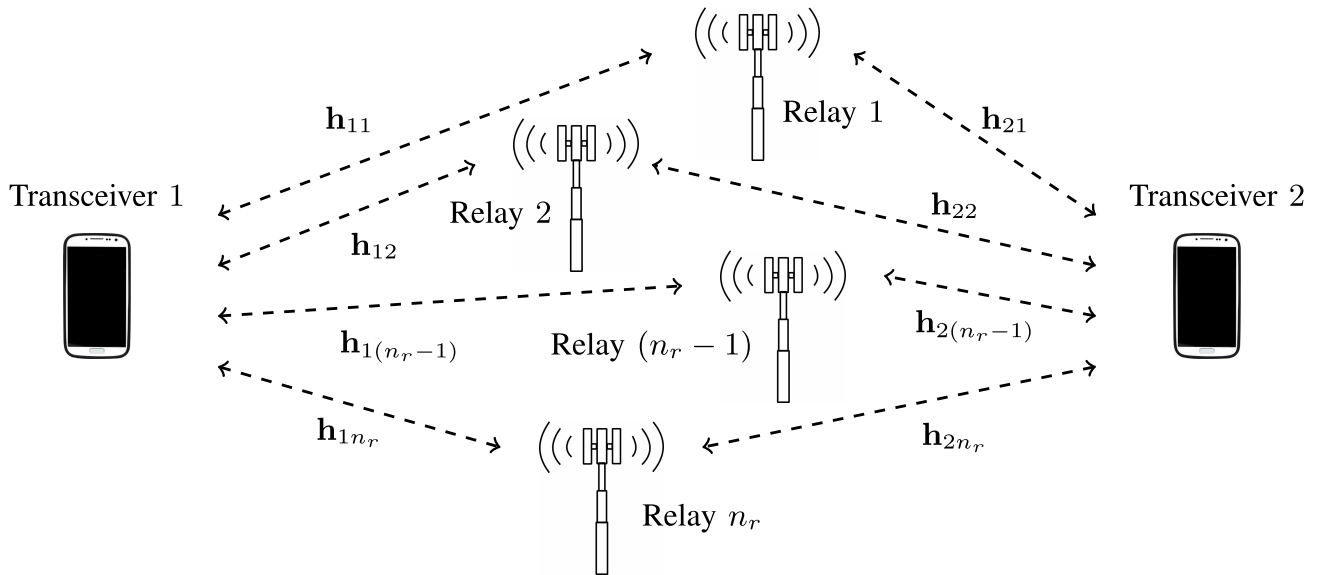 Relay 1
h₁₁
h₂₁
Transceiver 1
Transceiver 2
Relay 2
h₂₂
h₁₂
h₁₍ₙᵣ₋₁₎
Relay (nᵣ − 1)
h₂₍ₙᵣ₋₁₎
h₁ₙᵣ
h₂ₙᵣ
Relay nᵣ